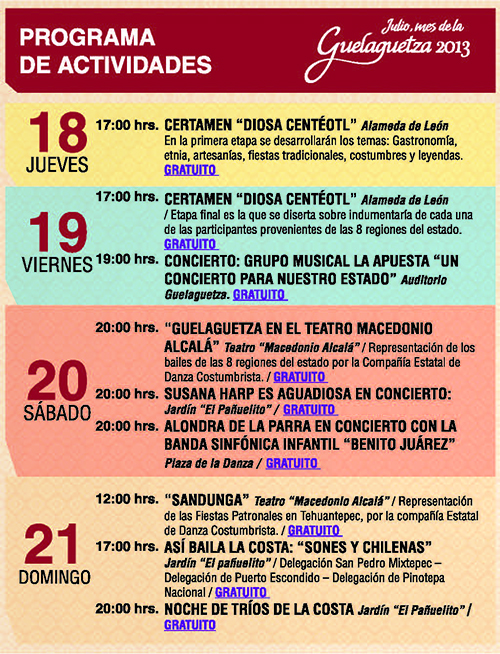 PROGRAMA
DE ACTIVIDADES
Julio, mes de la
Guelaguetza 2013
18
JUEVES
17:00 hrs. CERTAMEN “DIOSA CENTÉOTL” Alameda de León
En la primera etapa se desarrollarán los temas: Gastronomía,
etnia, artesanías, fiestas tradicionales, costumbres y leyendas.
GRATUITO
19
VIERNES
17:00 hrs. CERTAMEN “DIOSA CENTÉOTL” Alameda de León
/ Etapa final es la que se diserta sobre indumentaría de cada una
de las participantes provenientes de las 8 regiones del estado.
GRATUITO
19:00 hrs. CONCIERTO: GRUPO MUSICAL LA APUESTA “UN
CONCIERTO PARA NUESTRO ESTADO” Auditorio
Guelaguetza. GRATUITO
20
SÁBADO
20:00 hrs. “GUELAGUETZA EN EL TEATRO MACEDONIO
ALCALÁ” Teatro “Macedonio Alcalá” / Representación de los
bailes de las 8 regiones del estado por la Compañía Estatal de
Danza Costumbrista. / GRATUITO
20:00 hrs. SUSANA HARP ES AGUADIOSA EN CONCIERTO:
Jardín “El Pañuelito” / GRATUITO
20:00 hrs. ALONDRA DE LA PARRA EN CONCIERTO CON LA
BANDA SINFÓNICA INFANTIL “BENITO JUÁREZ”
Plaza de la Danza / GRATUITO
21
DOMINGO
12:00 hrs. “SANDUNGA” Teatro “Macedonio Alcalá” / Representación
de las Fiestas Patronales en Tehuantepec, por la compañía Estatal
de Danza Costumbrista. / GRATUITO
17:00 hrs. ASÍ BAILA LA COSTA: “SONES Y CHILENAS”
Jardín “El pañuelito” / Delegación San Pedro Mixtepec –
Delegación de Puerto Escondido – Delegación de Pinotepa
Nacional / GRATUITO
20:00 hrs. NOCHE DE TRÍOS DE LA COSTA Jardín “El Pañuelito” /
GRATUITO